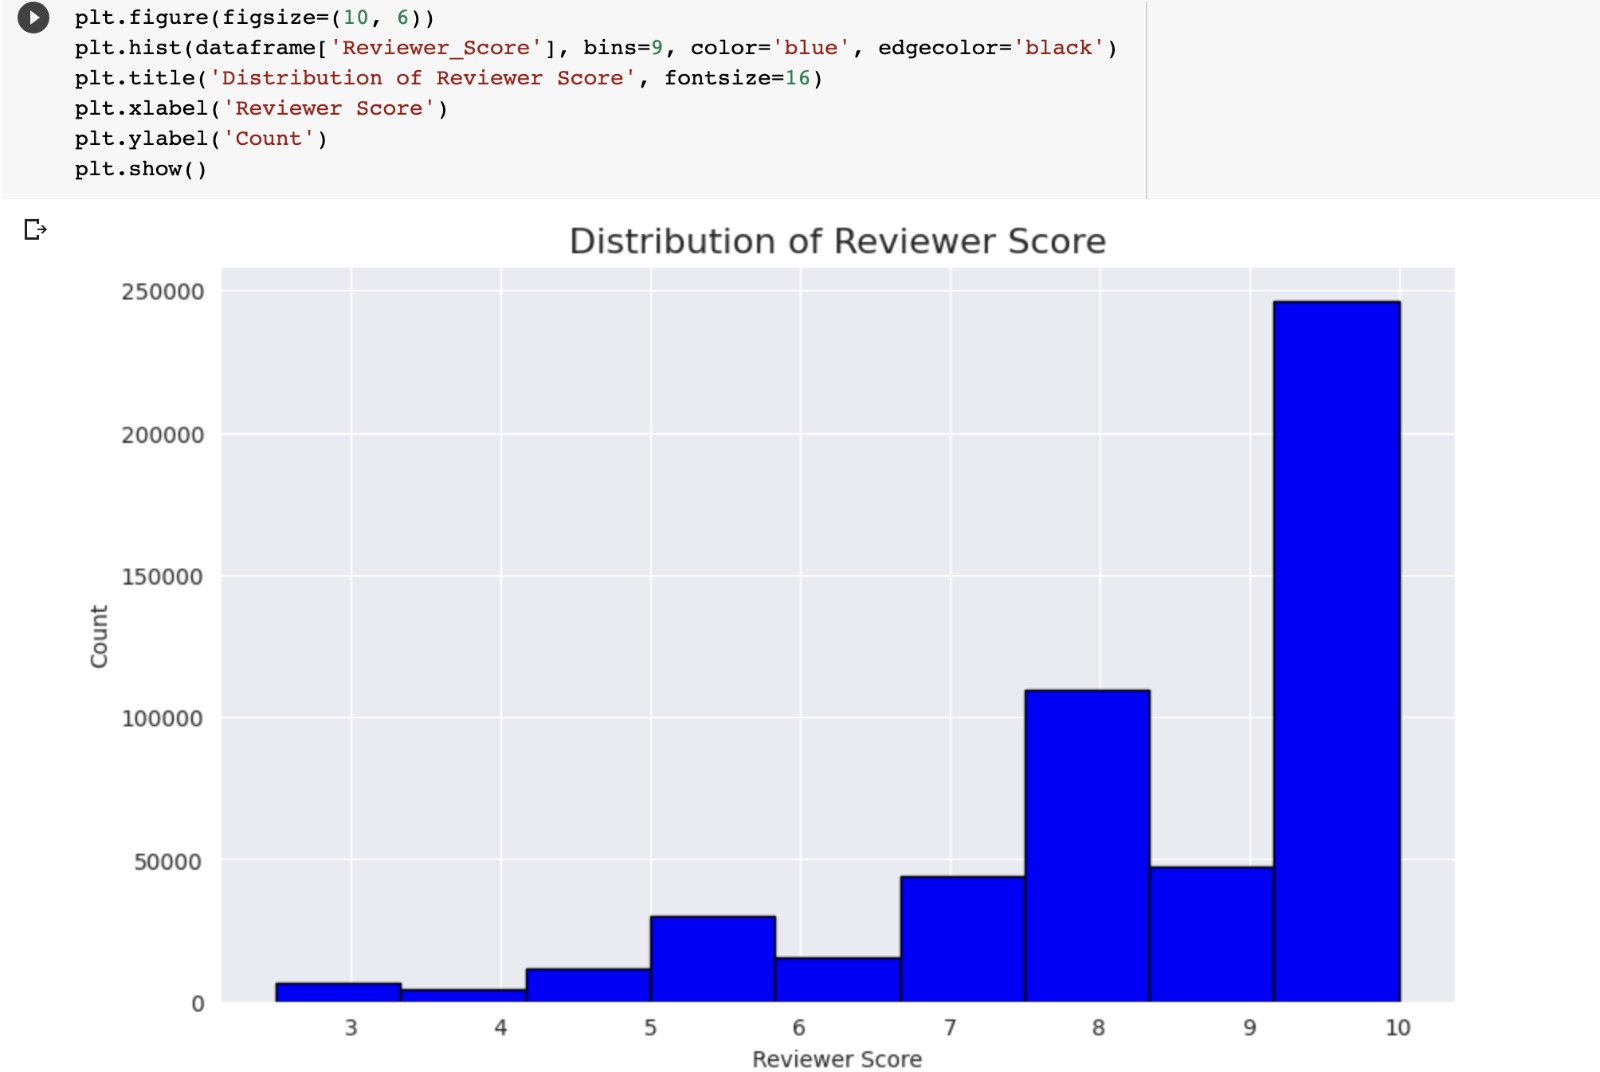 plt.figure(figsize=(10, 6))
plt.hist(dataframe['Reviewer_Score'], bins=9, color='blue', edgecolor='black')
plt.title('Distribution of Reviewer Score', fontsize=16)
plt.xlabel('Reviewer Score')
plt.ylabel('Count')
plt.show()
Distribution of Reviewer Score
250000
200000
150000
100000
50000
0
Count
3 4 5 6 7 8 9 10
Reviewer Score